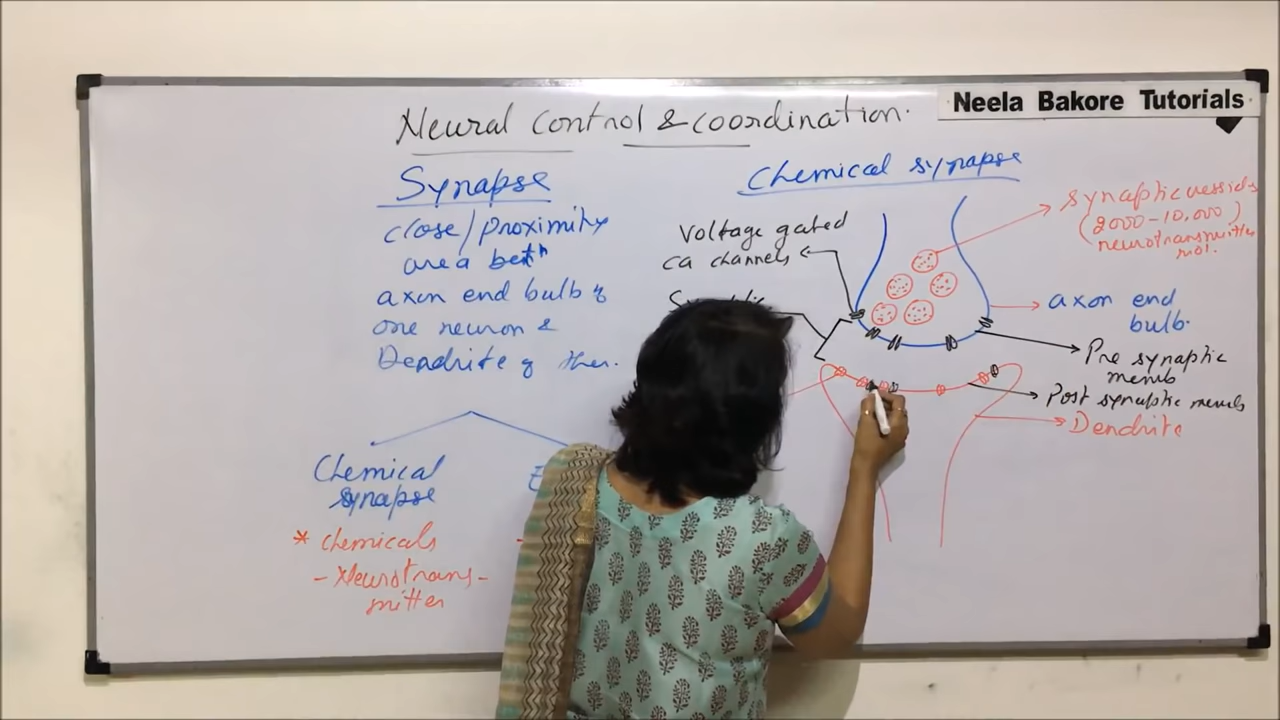 Neela Bakore Tutorials
Neural control & coordination.
Synapse
close/proximity
area betn
axon end bulb of
one neuron &
Dendrite of ther.
Chemical
synapse
* chemicals
- Neurotrans-
mitter
Chemical synapse
Voltage gated
ca channels
synaptic vessicls
(2000-10,000)
neurotransmitter
mol.
axon end
bulb.
Pre synaptic
memb
Post synaptic memb
Dendrite